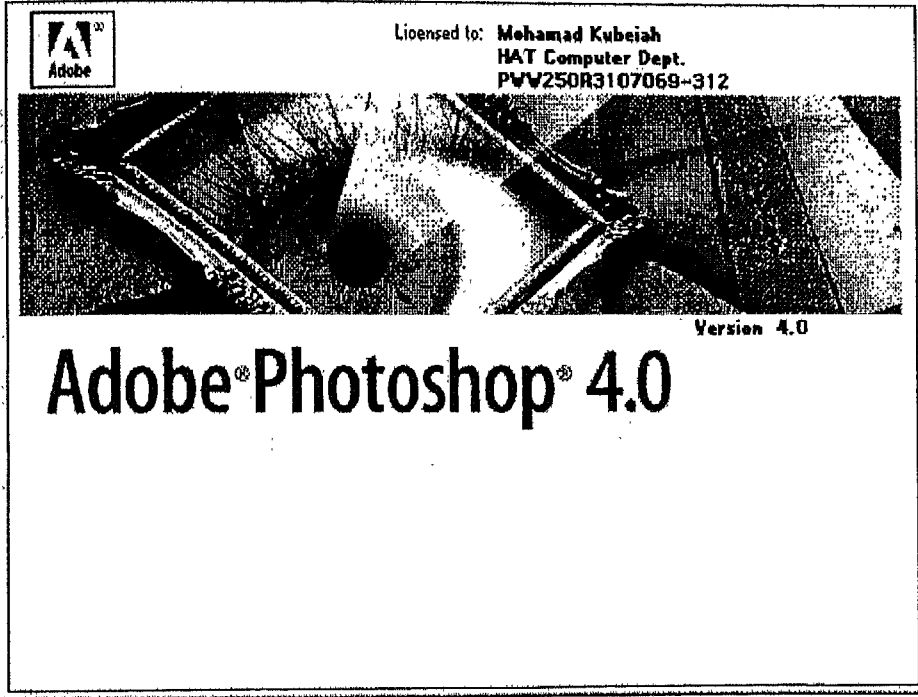 Adobe
Licensed to: Mohamad Kubeiah
HAT Computer Dept.
PWW250R3107069-312
Version 4.0
Adobe® Photoshop® 4.0